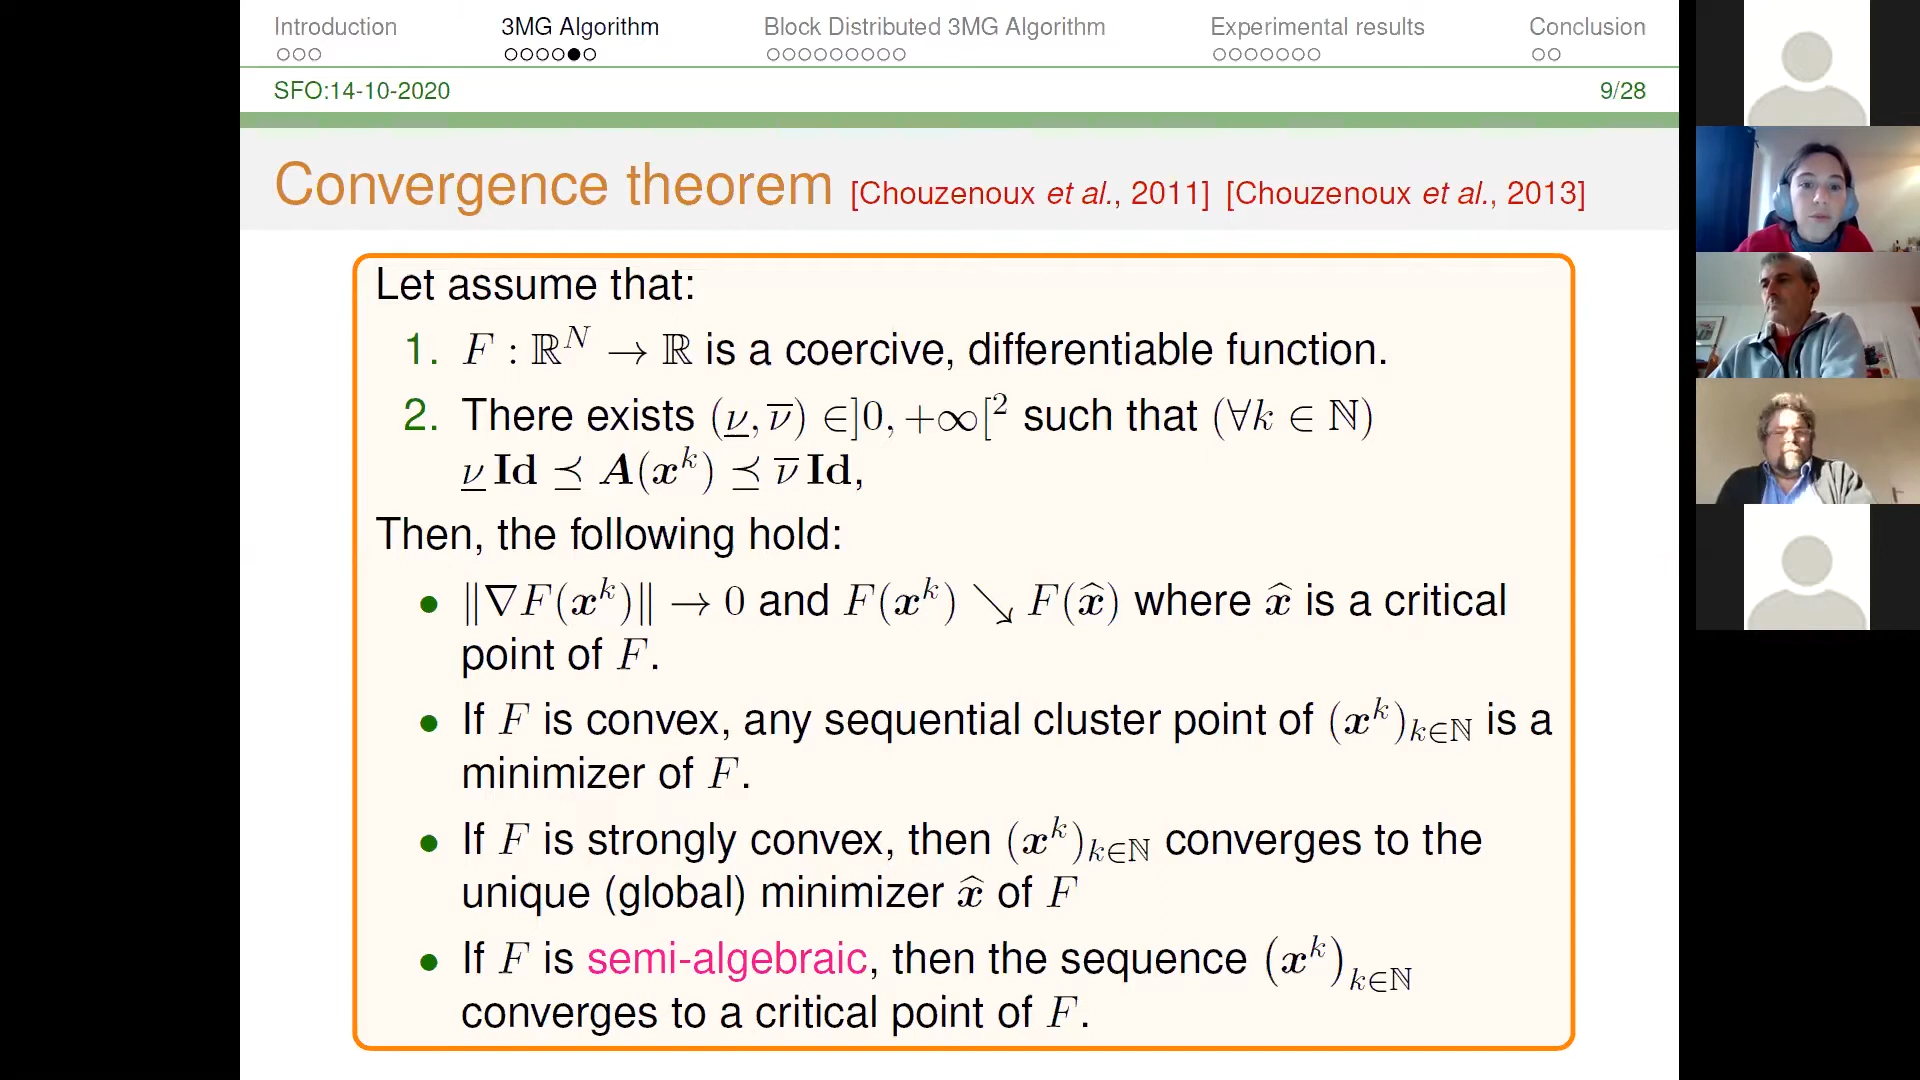 Introduction 3MG Algorithm Block Distributed 3MG Algorithm Experimental results Conclusion
SFO:14-10-2020 9/28
Convergence theorem [Chouzenoux et al., 2011] [Chouzenoux et al., 2013]
Let assume that:
1. F : ℝ^N → ℝ is a coercive, differentiable function.
2. There exists (ν̲, ν̅) ∈]0, +∞[² such that (∀k ∈ ℕ)
ν̲ Id ⪯ A(x^k) ⪯ ν̅ Id,
Then, the following hold:
• ‖∇F(x^k)‖ → 0 and F(x^k) ↘ F(x̂) where x̂ is a critical
point of F.
• If F is convex, any sequential cluster point of (x^k)_{k∈ℕ} is a
minimizer of F.
• If F is strongly convex, then (x^k)_{k∈ℕ} converges to the
unique (global) minimizer x̂ of F
• If F is semi-algebraic, then the sequence (x^k)_{k∈ℕ}
converges to a critical point of F.